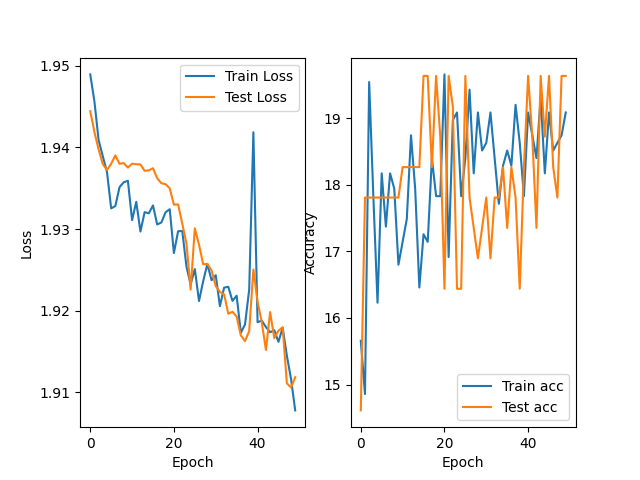 1.95
1.94
1.93
1.92
1.91
Loss
0
20
40
Epoch
Train Loss
Test Loss
19
18
17
16
15
Accuracy
0
20
40
Epoch
Train acc
Test acc